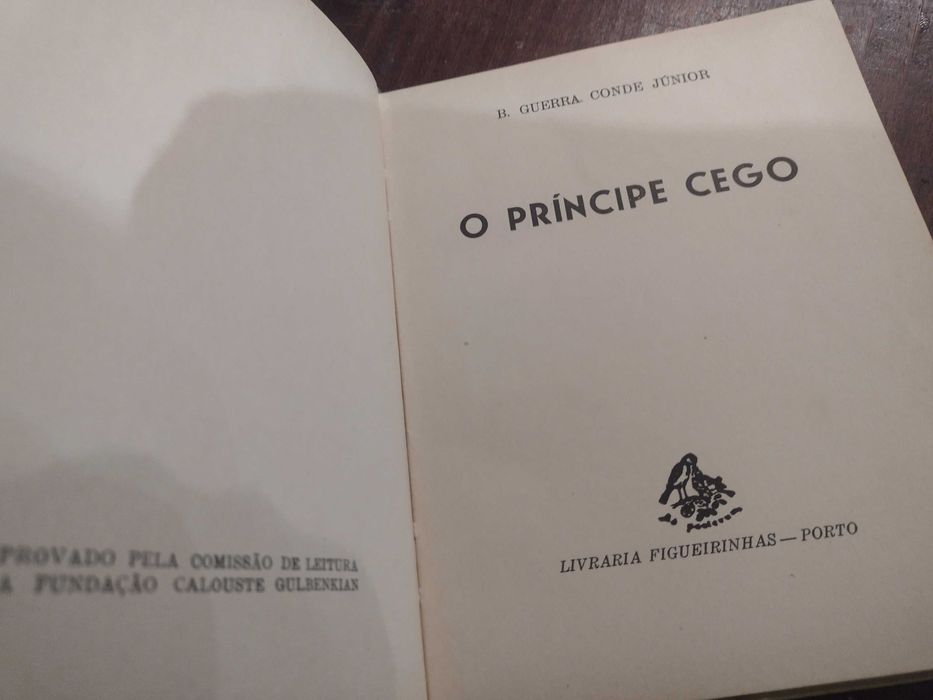 PROVADO PELA COMISSÃO DE LEITURA
A FUNDAÇÃO CALOUSTE GULBENKIAN
B. GUERRA CONDE JÚNIOR
O PRÍNCIPE CEGO
LIVRARIA FIGUEIRINHAS — PORTO